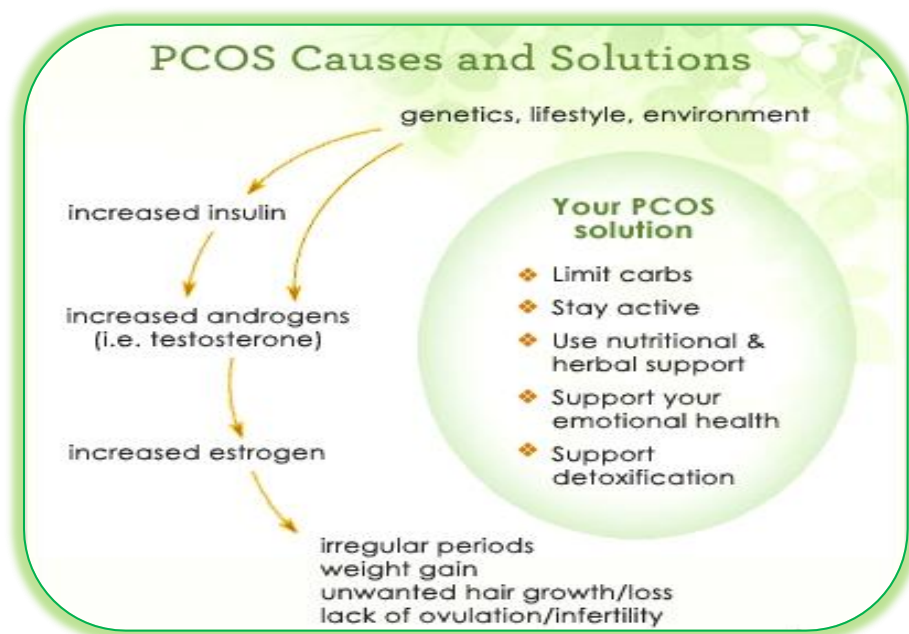 PCOS Causes and Solutions
genetics, lifestyle, environment
increased insulin
increased androgens
(i.e. testosterone)
increased estrogen
irregular periods
weight gain
unwanted hair growth/loss
lack of ovulation/infertility
Your PCOS
solution
Limit carbs
Stay active
Use nutritional &
herbal support
Support your
emotional health
Support
detoxification